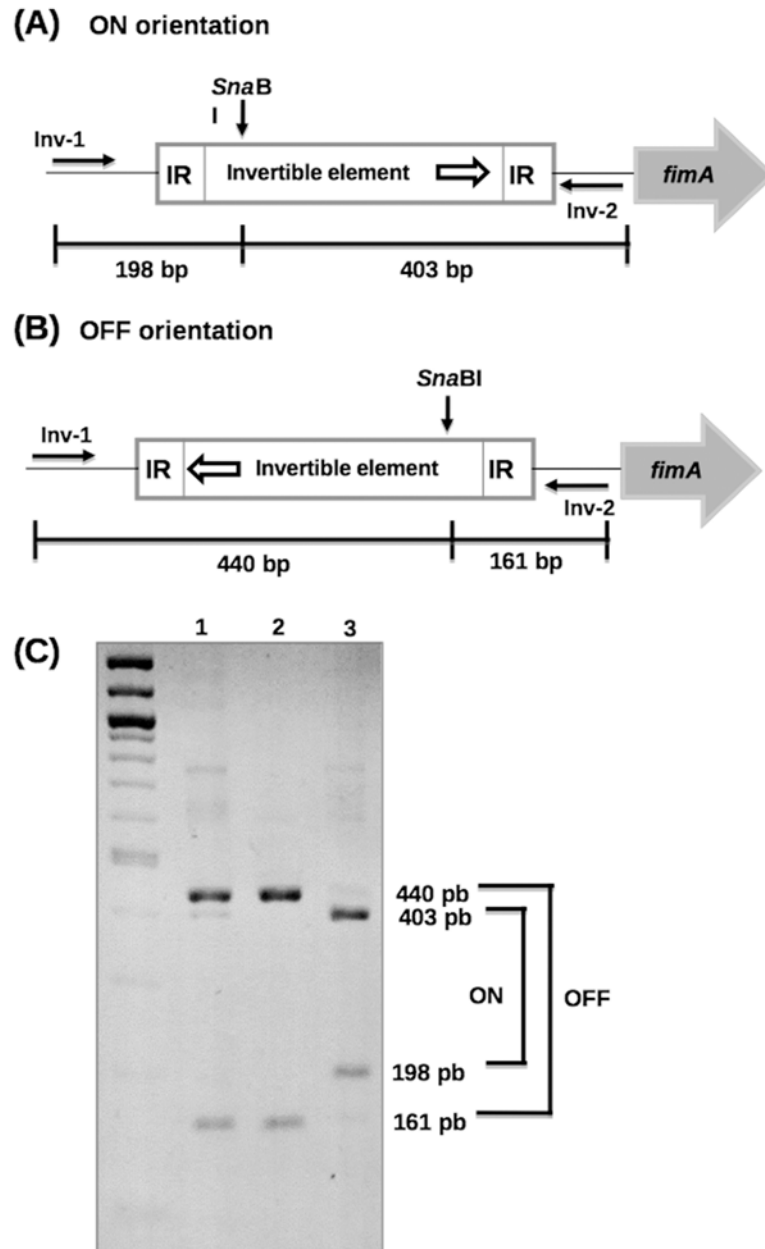 (A) ON orientation
SnaB
I
Inv-1
IR Invertible element IR
fimA
Inv-2
198 bp 403 bp
(B) OFF orientation
SnaBI
Inv-1
IR Invertible element IR
fimA
Inv-2
440 bp 161 bp
(C) 1 2 3
440 pb
403 pb
ON OFF
198 pb
161 pb